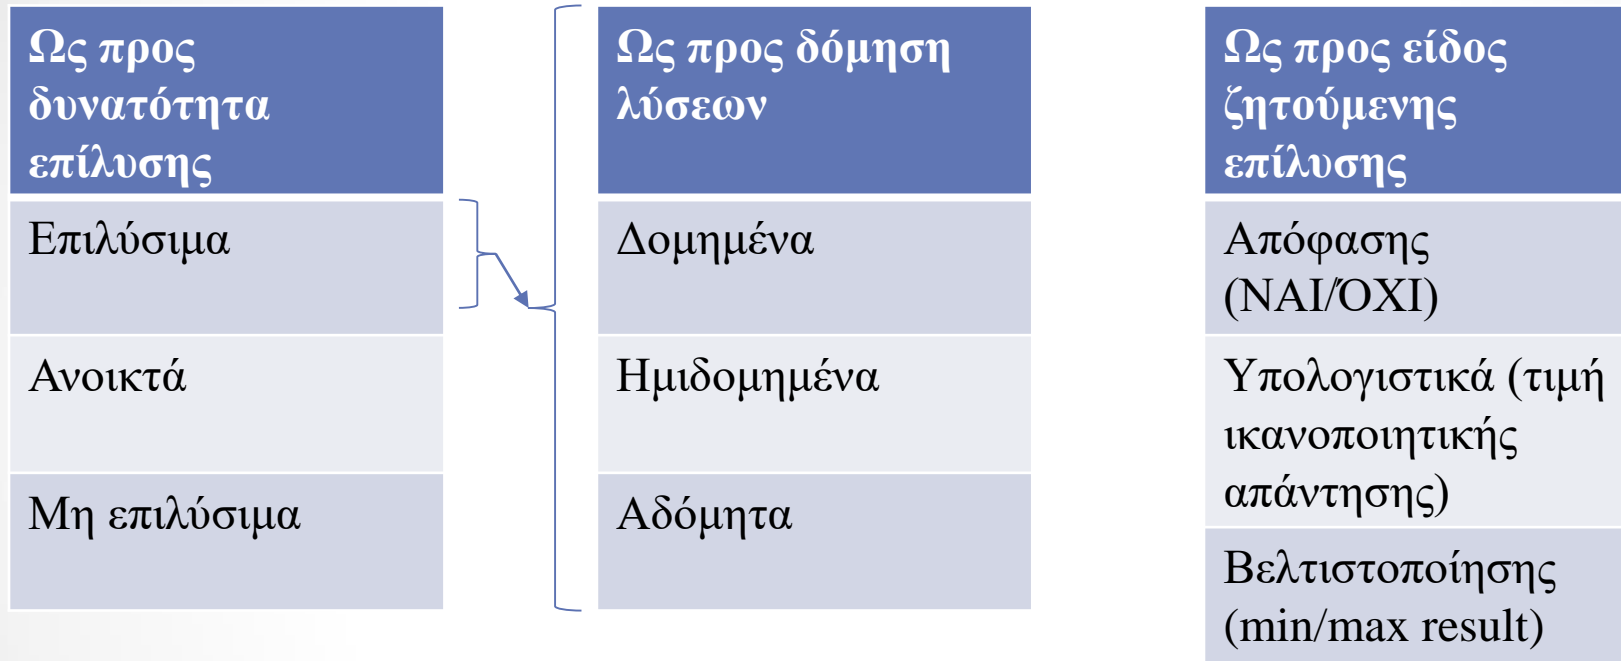 Ως προς
δυνατότητα
επίλυσης
Επιλύσιμα
Ανοικτά
Μη επιλύσιμα
Ως προς δόμηση
λύσεων
Δομημένα
Ημιδομημένα
Αδόμητα
Ως προς είδος
ζητούμενης
επίλυσης
Απόφασης
(ΝΑΙ/ΌΧΙ)
Υπολογιστικά (τιμή
ικανοποιητικής
απάντησης)
Βελτιστοποίησης
(min/max result)